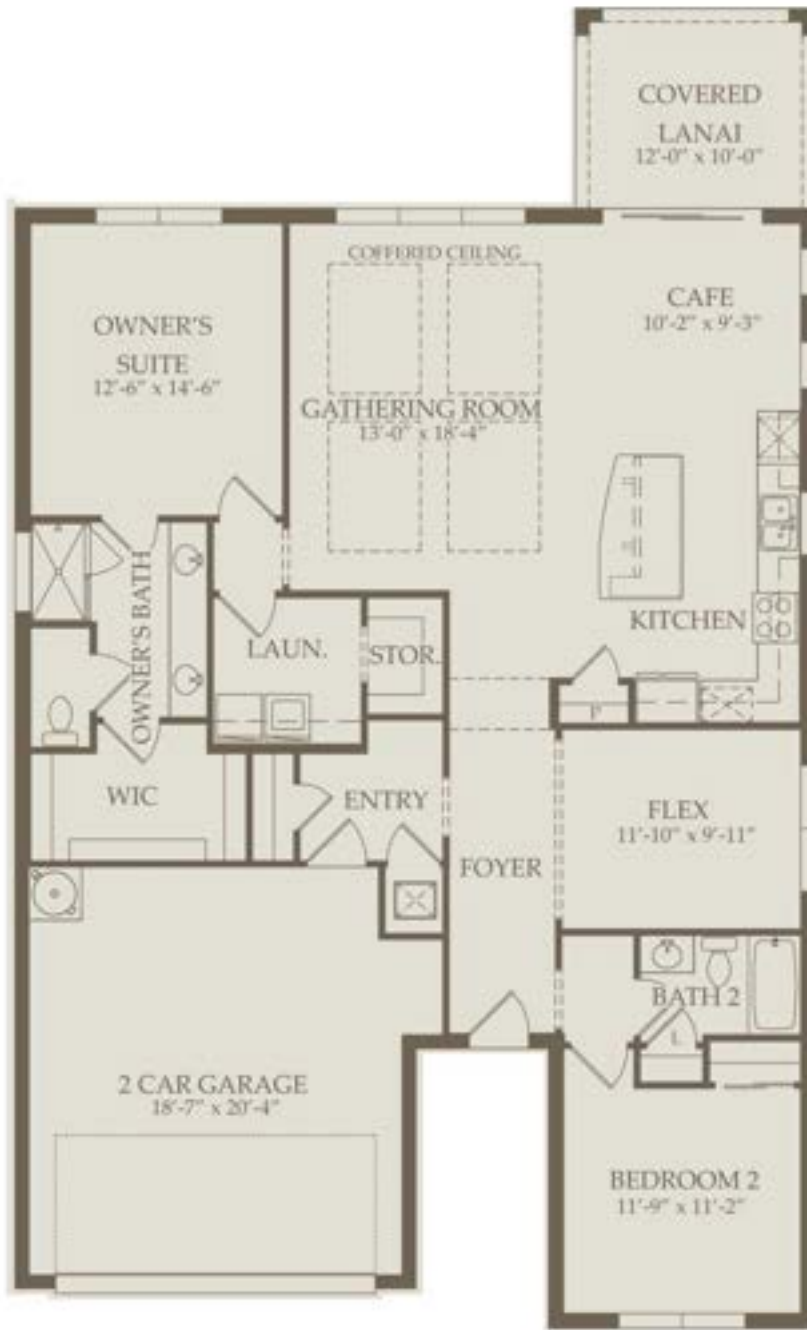 COVERED
LANAI
12'-0" x 10'-0"
COFFERED CEILING
CAFE
10'-2" x 9'-3"
OWNER'S
SUITE
12'-6" x 14'-6"
GATHERING ROOM
13'-0" x 18'-4"
OWNER'S BATH
KITCHEN
LAUN.
STOR.
P
WIC
ENTRY
FLEX
11'-10" x 9'-11"
FOYER
BATH 2
L
2 CAR GARAGE
18'-7" x 20'-4"
BEDROOM 2
11'-9" x 11'-2"